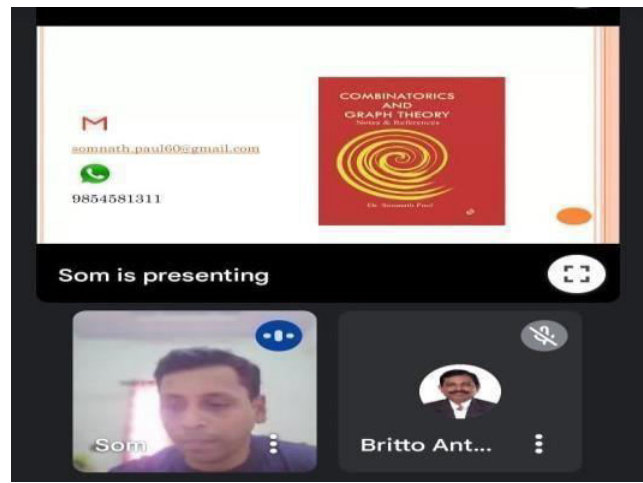 somnath.paul60@gmail.com
9854581311
COMBINATORICS
AND
GRAPH THEORY
Notes & References
Dr. Somnath Paul
Som is presenting
Som
Britto Ant...